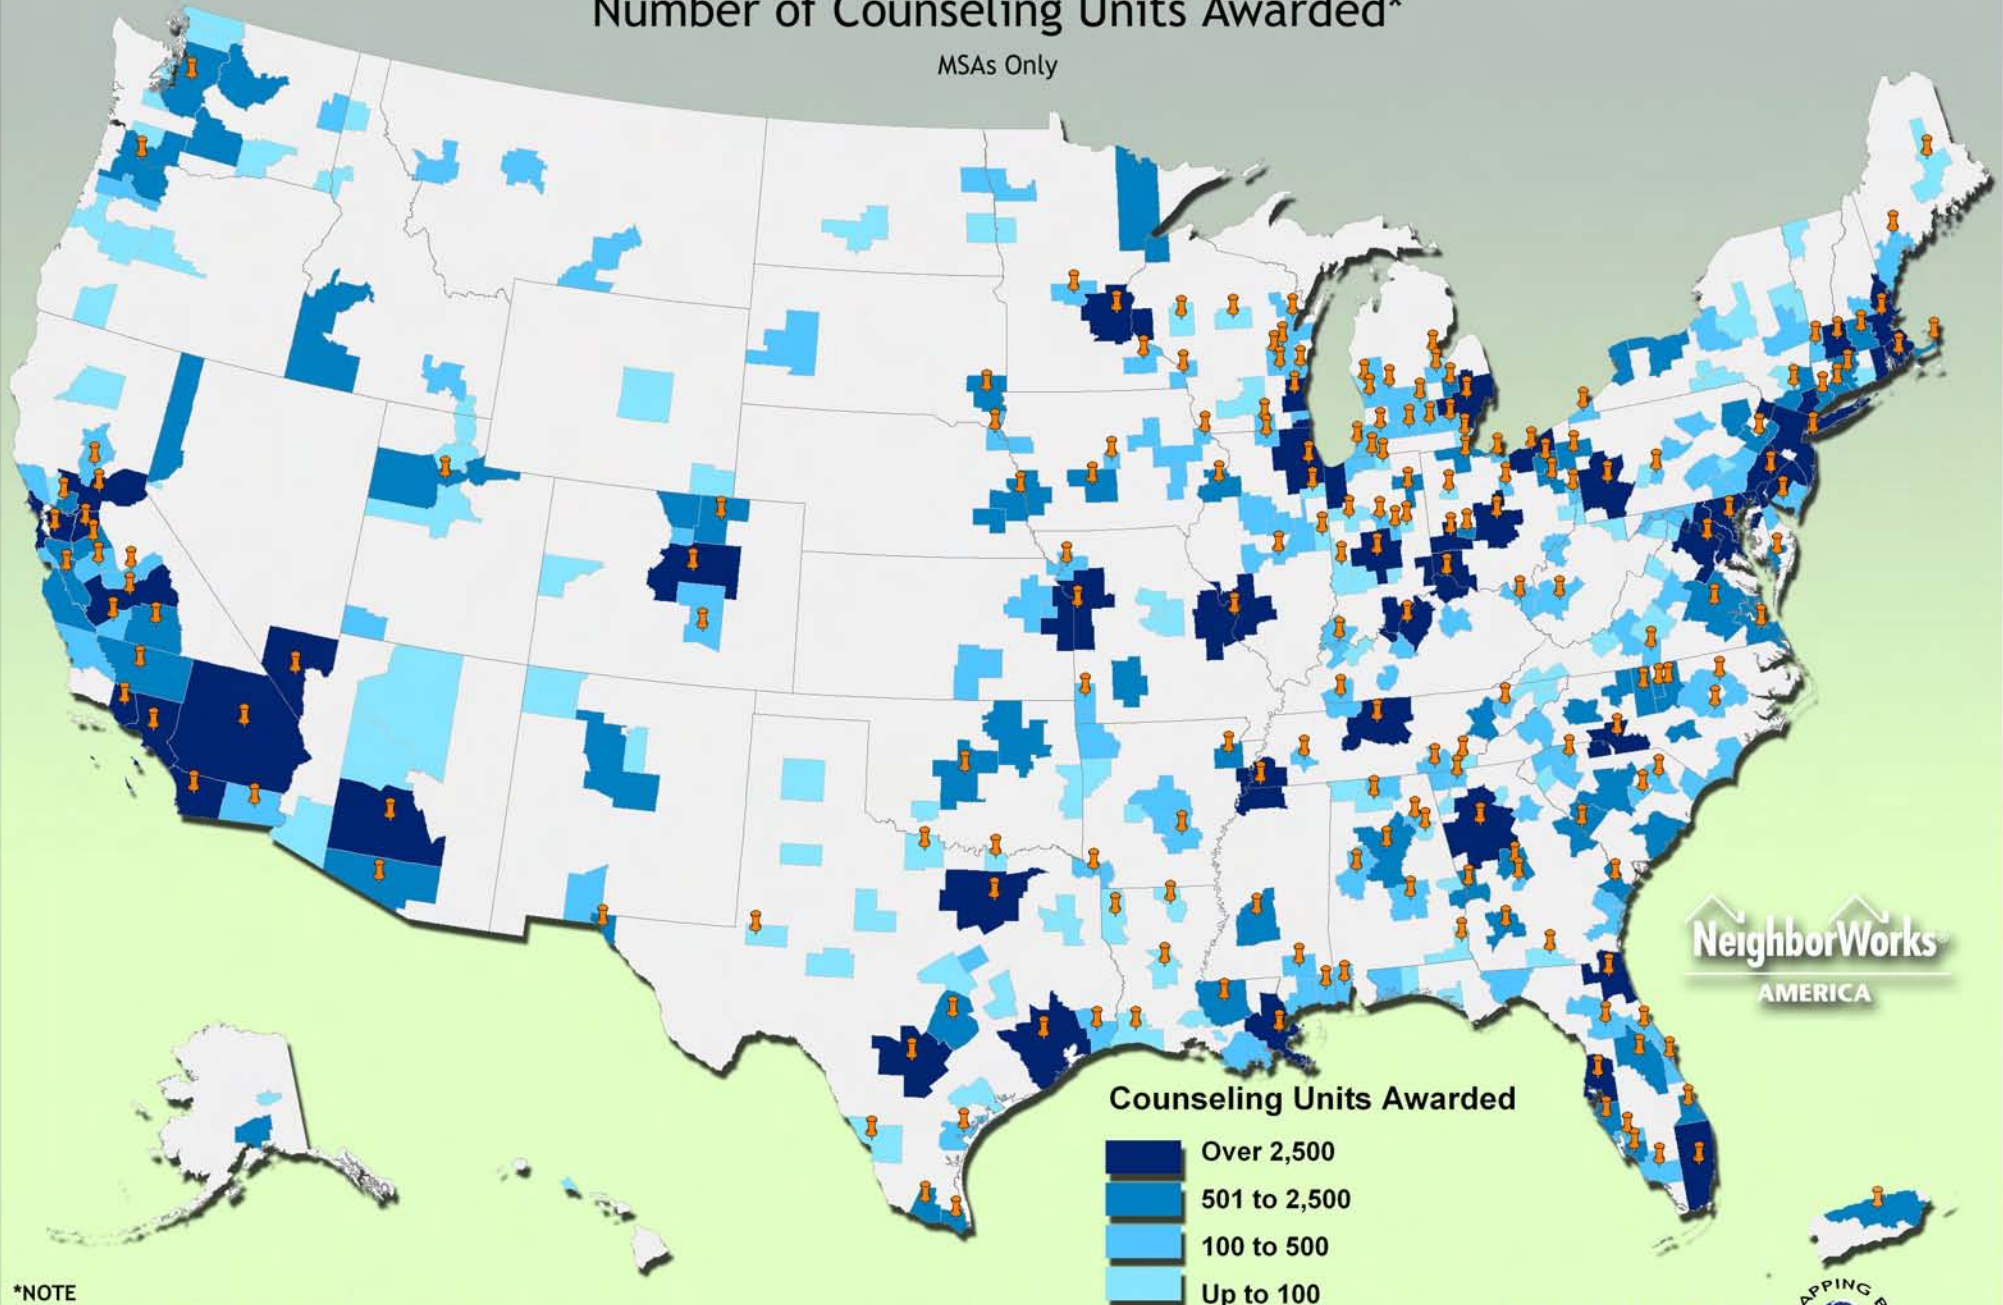 Number of Counseling Units Awarded*
MSAs Only
NeighborWorks®
AMERICA
Counseling Units Awarded
Over 2,500
501 to 2,500
100 to 500
Up to 100
*NOTE